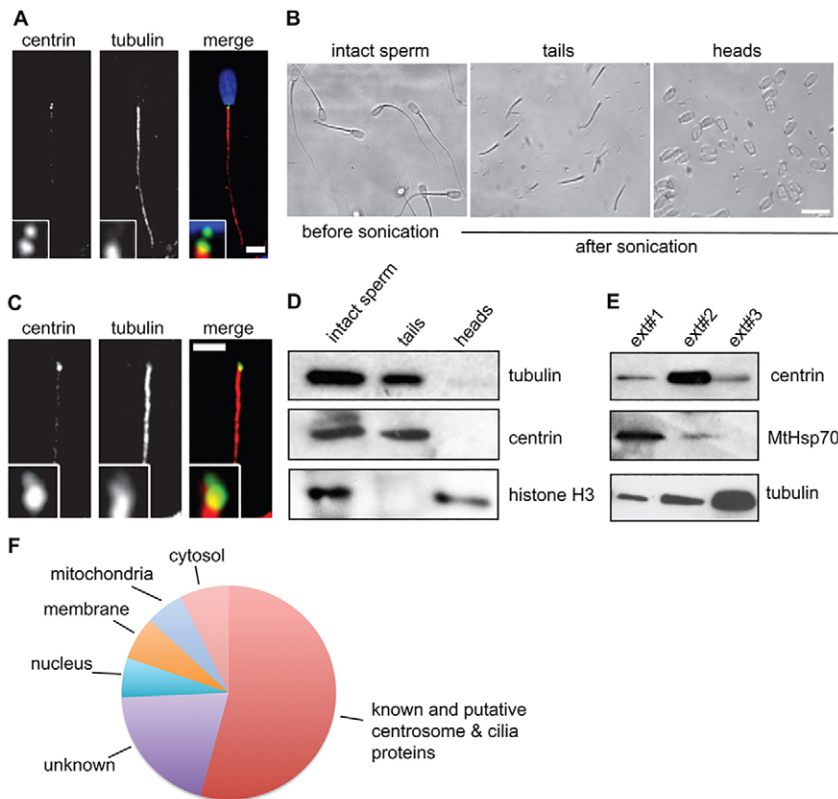 A
centrin tubulin merge
B
intact sperm tails heads
before sonication
after sonication
C
centrin tubulin merge
D
intact sperm tails heads
tubulin
centrin
histone H3
E
ext#1 ext#2 ext#3
centrin
MtHsp70
tubulin
F
cytosol
mitochondria
membrane
nucleus
unknown
known and putative
centrosome & cilia
proteins